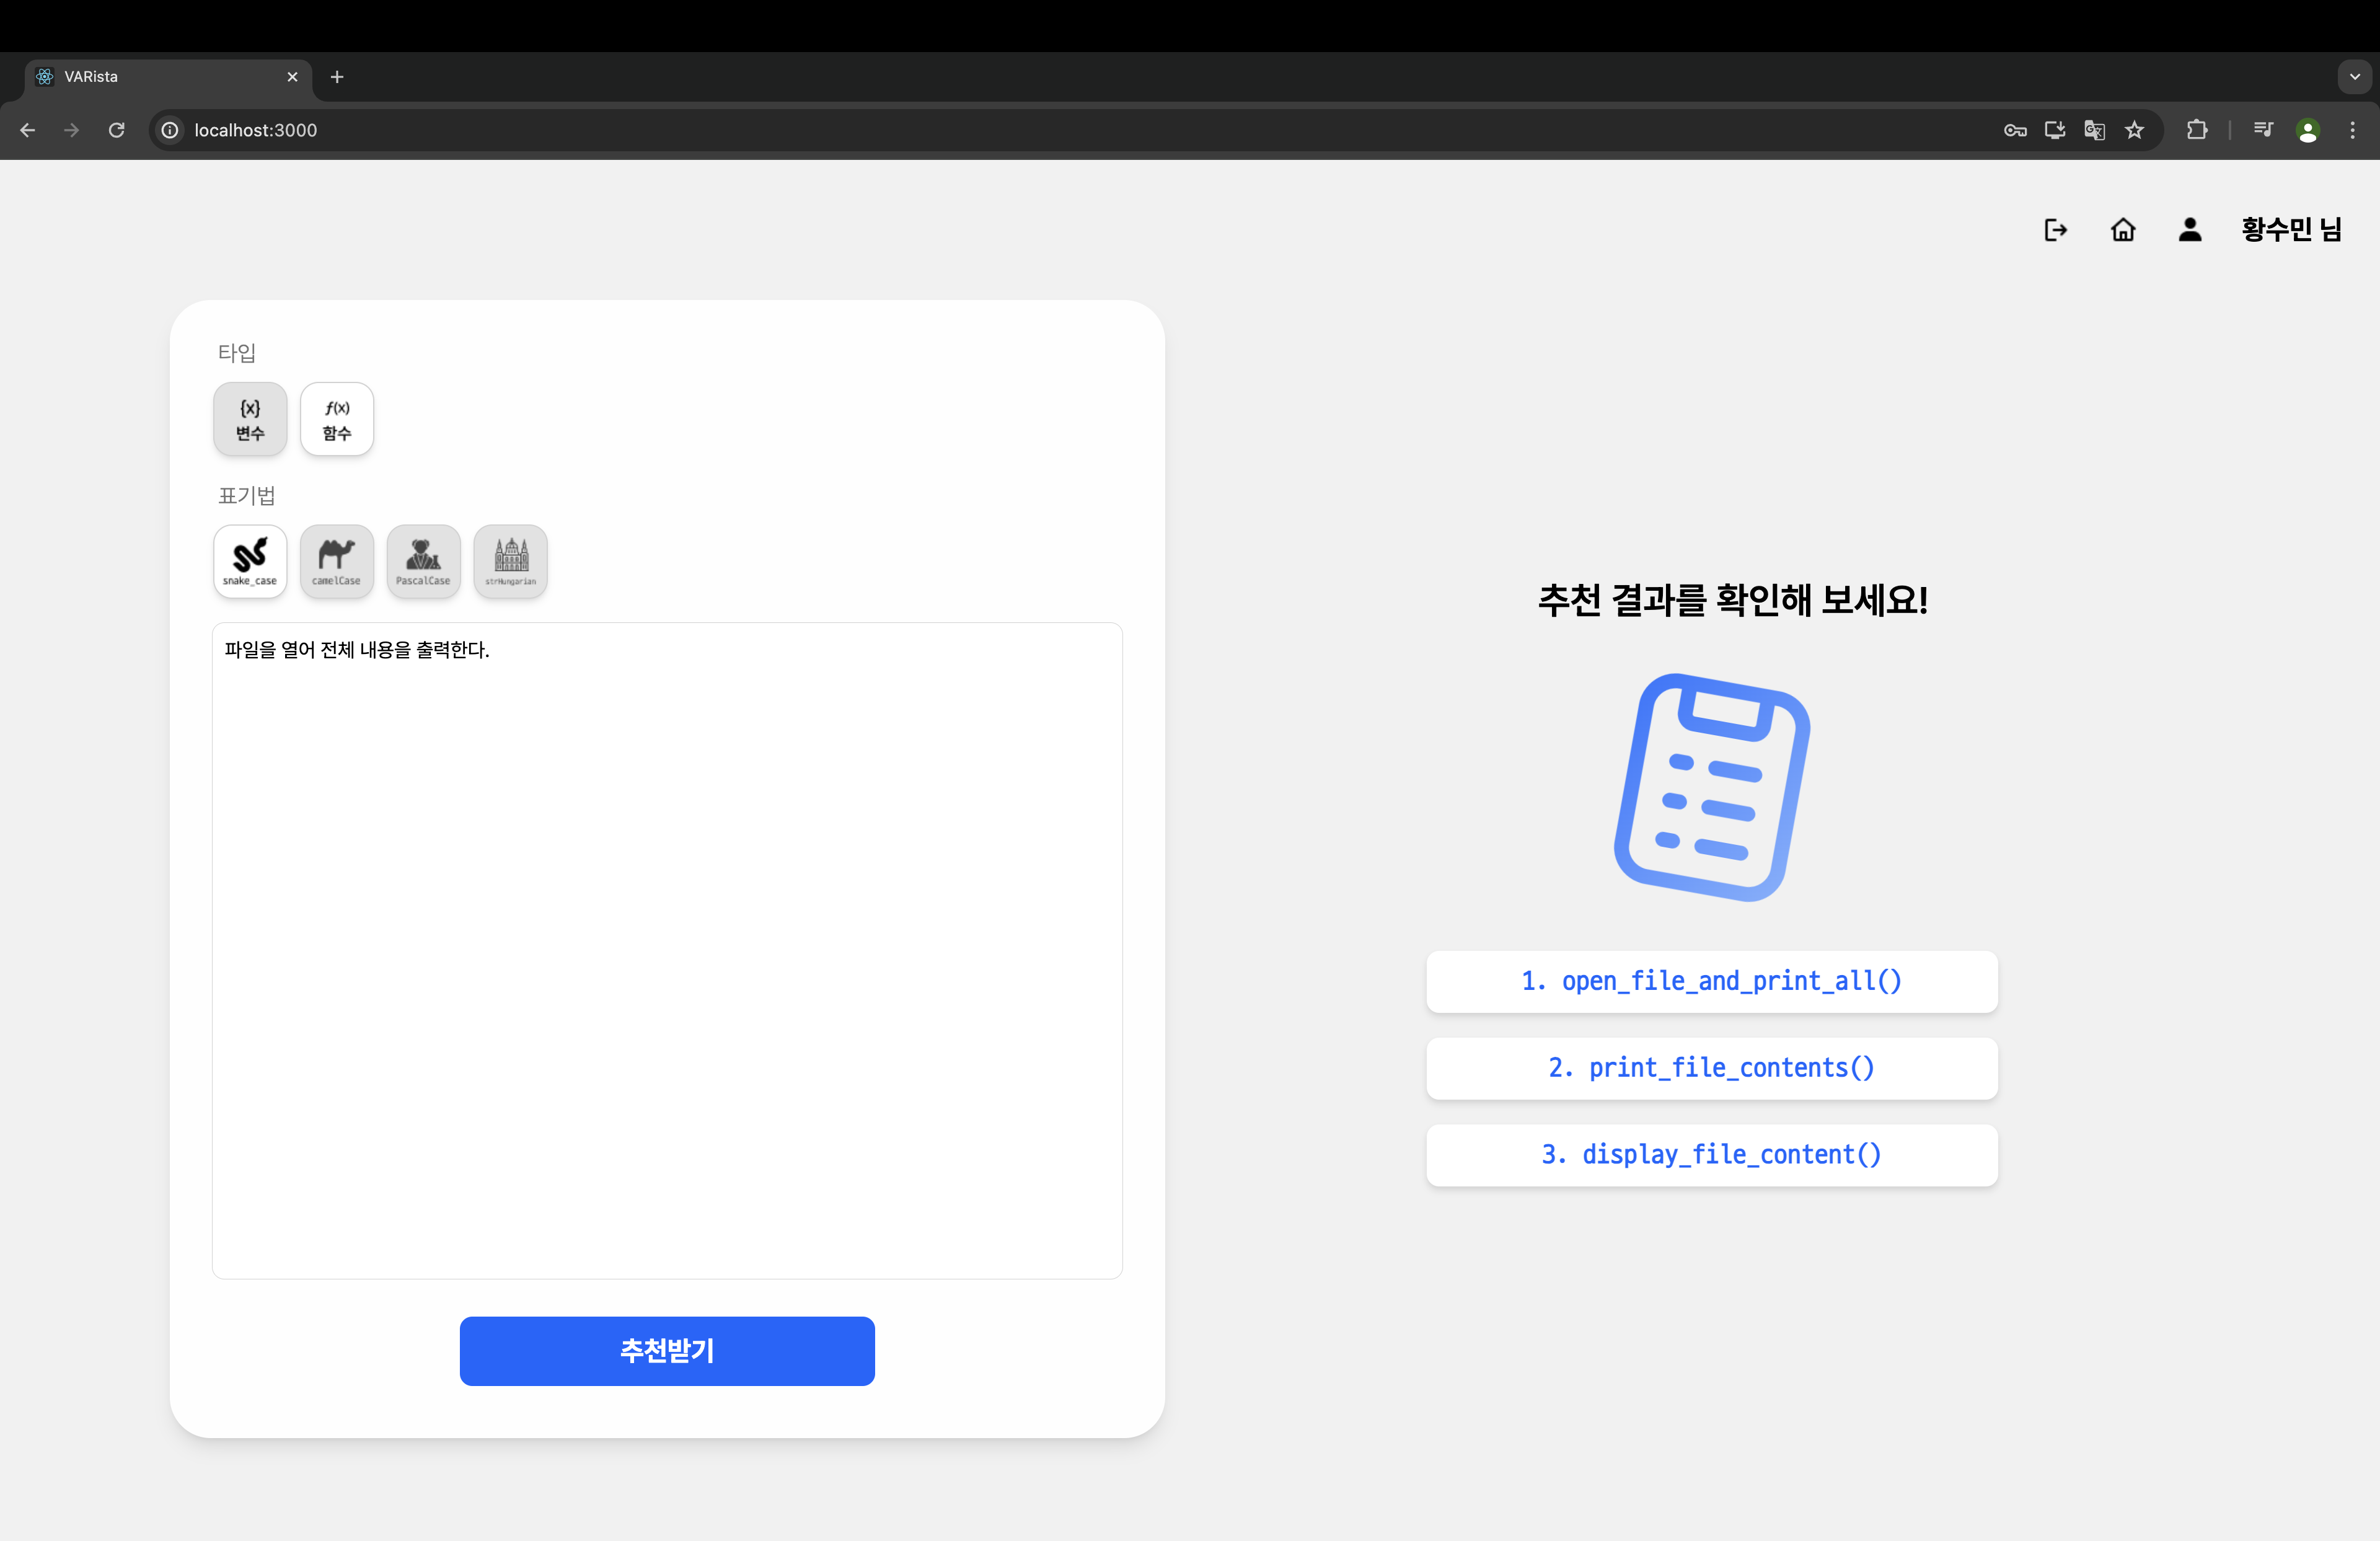 VARista
localhost:3000
황수민 님
타입
{x} 변수
f(x) 함수
표기법
snake_case
camelCase
PascalCase
strHungarian
파일을 열어 전체 내용을 출력한다.
추천받기
추천 결과를 확인해 보세요!
1. open_file_and_print_all()
2. print_file_contents()
3. display_file_content()